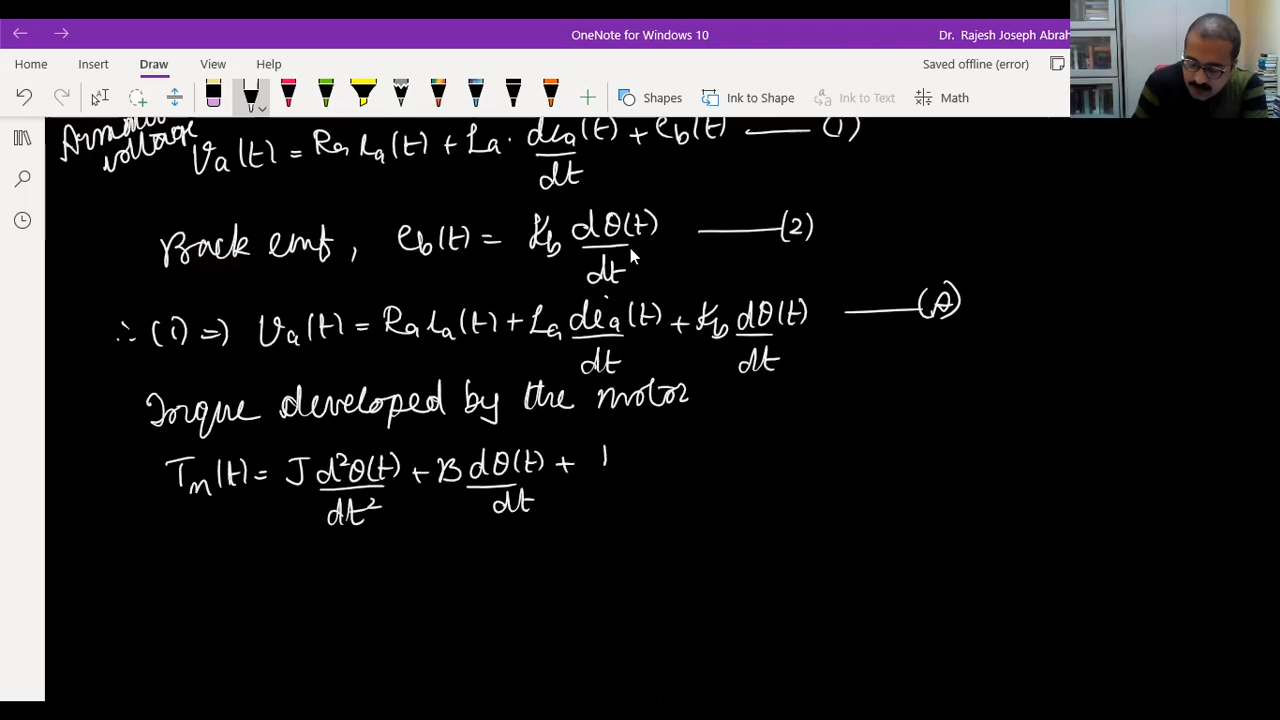 OneNote for Windows 10
Dr. Rajesh Joseph Abrah
Home Insert Draw View Help
Saved offline (error)
Shapes Ink to Shape Ink to Text Math
Armature voltage Va(t) = Ra ia(t) + La · dia(t)/dt + eb(t) —— (1)
Back emf, eb(t) = Kb dθ(t)/dt —— (2)
∴ (1) ⇒ Va(t) = Ra ia(t) + La dia(t)/dt + Kb dθ(t)/dt —— (A)
Torque developed by the motor
Tm(t) = J d²θ(t)/dt² + B dθ(t)/dt +